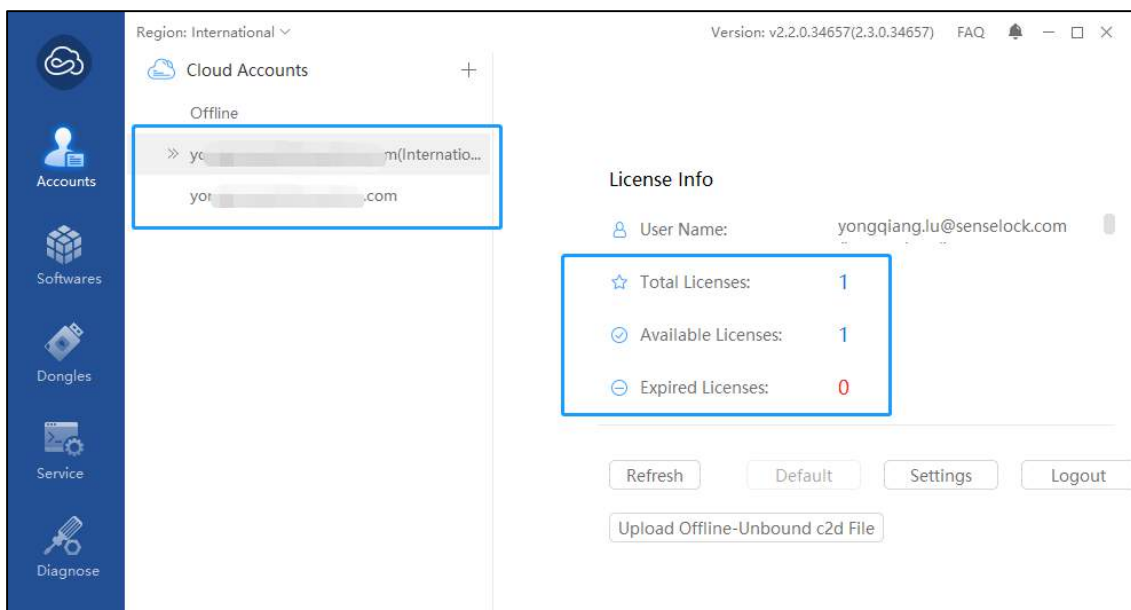 Region: International
Version: v2.2.0.34657(2.3.0.34657) FAQ
Cloud Accounts
Offline
m(Internatio...
.com
Accounts
Softwares
Dongles
Service
Diagnose
License Info
User Name: yongqiang.lu@senselock.com
Total Licenses: 1
Available Licenses: 1
Expired Licenses: 0
Refresh Default Settings Logout
Upload Offline-Unbound c2d File